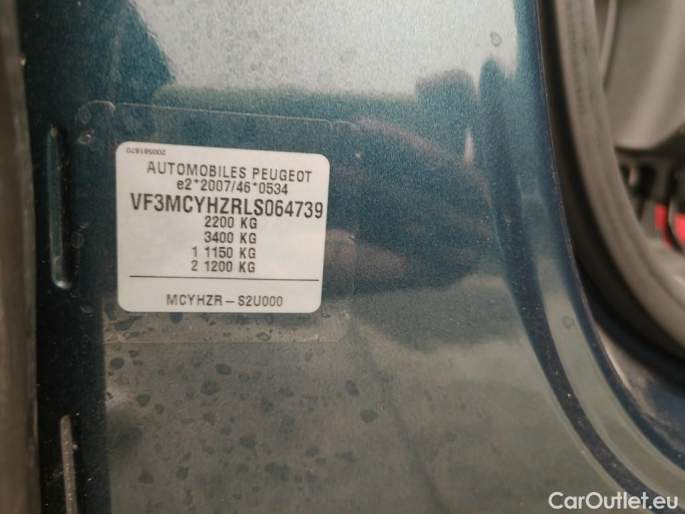 200581870
AUTOMOBILES PEUGEOT
e2*2007/46*0534
VF3MCYHZRLS064739
2200 KG
3400 KG
1 1150 KG
2 1200 KG
MCYHZR – S2U000
CarOutlet.eu